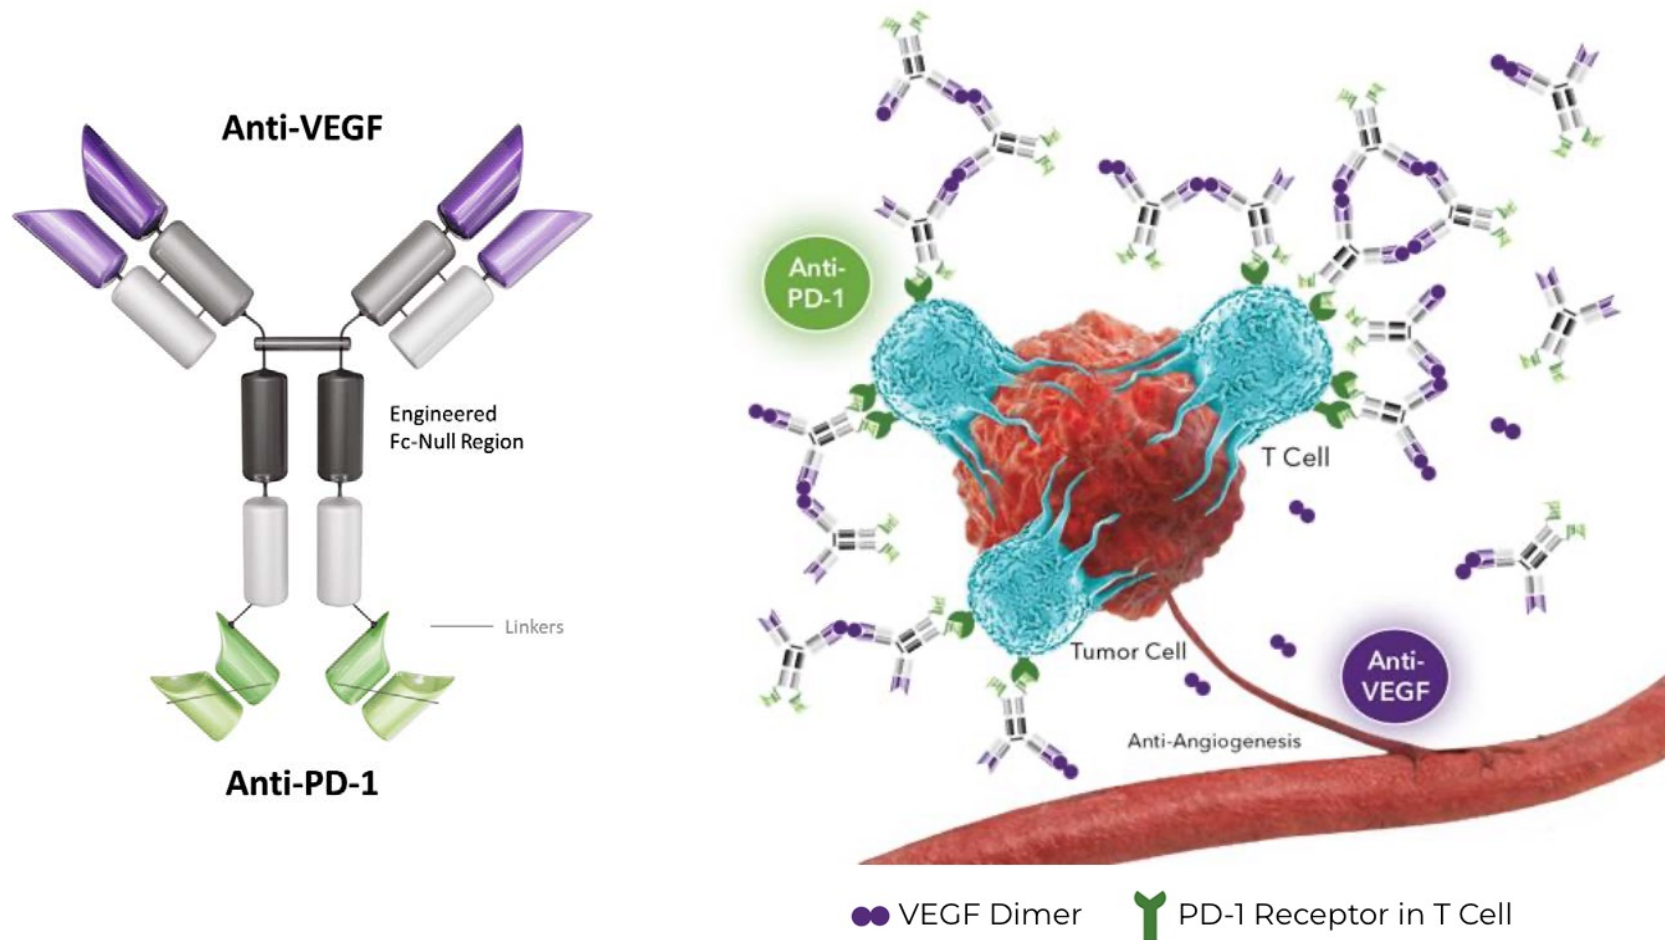 Anti-VEGF
Engineered
Fc-Null Region
Linkers
Anti-PD-1
Anti-
PD-1
T Cell
Tumor Cell
Anti-
VEGF
Anti-Angiogenesis
VEGF Dimer
PD-1 Receptor in T Cell